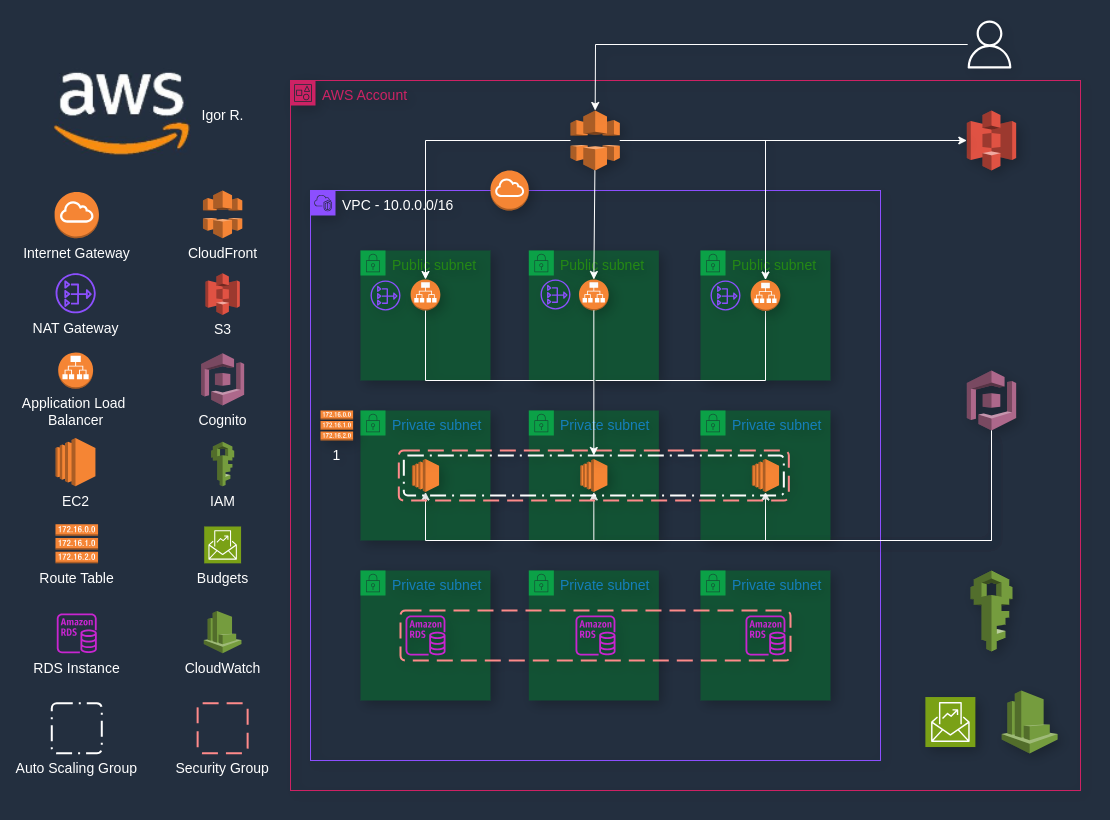 aws
Igor R.
Internet Gateway
CloudFront
NAT Gateway
S3
Application Load
Balancer
Cognito
EC2
IAM
172.16.0.0
172.16.1.0
172.16.2.0
Route Table
Budgets
Amazon
RDS
RDS Instance
CloudWatch
Auto Scaling Group
Security Group
AWS Account
VPC - 10.0.0.0/16
Public subnet
Public subnet
Public subnet
172.16.0.0
172.16.1.0
172.16.2.0
1
Private subnet
Private subnet
Private subnet
Private subnet
Private subnet
Private subnet
Amazon
RDS
Amazon
RDS
Amazon
RDS